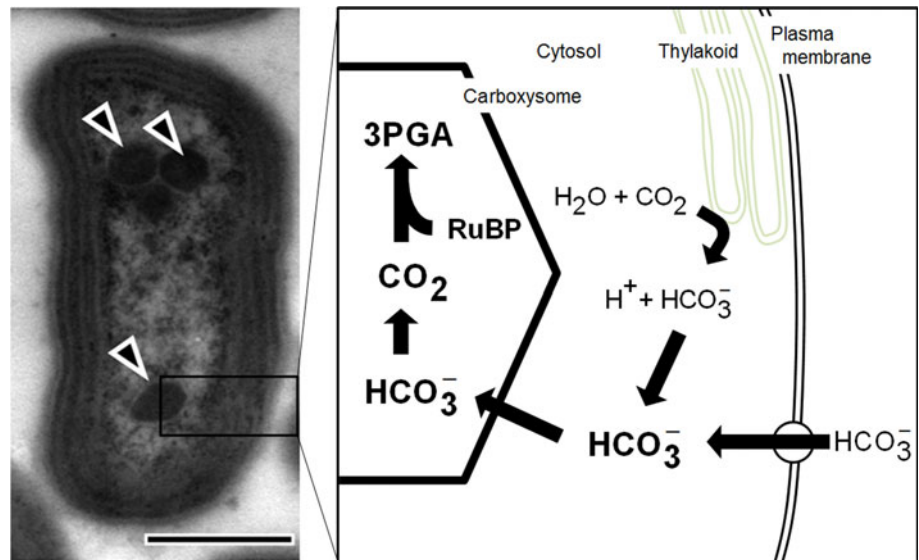 Cytosol
Thylakoid
Plasma
membrane
Carboxysome
3PGA
RuBP
CO₂
HCO₃⁻
H₂O + CO₂
H⁺ + HCO₃⁻
HCO₃⁻
HCO₃⁻